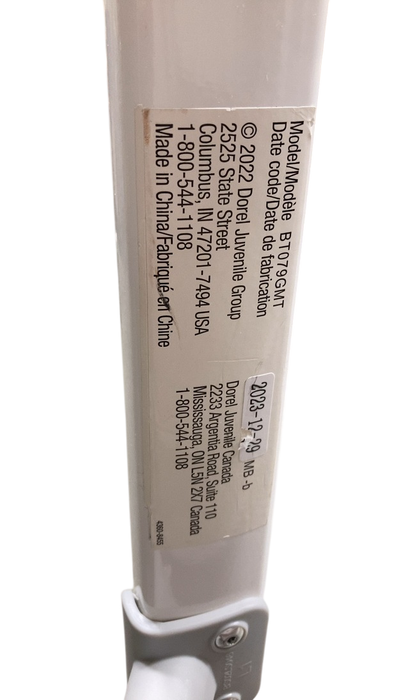 Model/Modèle BT079GMT
Date code/Date de fabrication
2023-12-29 MB -b
© 2022 Dorel Juvenile Group
2525 State Street
Columbus, IN 47201-7494 USA
1-800-544-1108
Made in China/Fabriqué en Chine
Dorel Juvenile Canada
2233 Argentia Road, Suite 110
Mississauga, ON L5N 2X7 Canada
1-800-544-1108
4360-8455